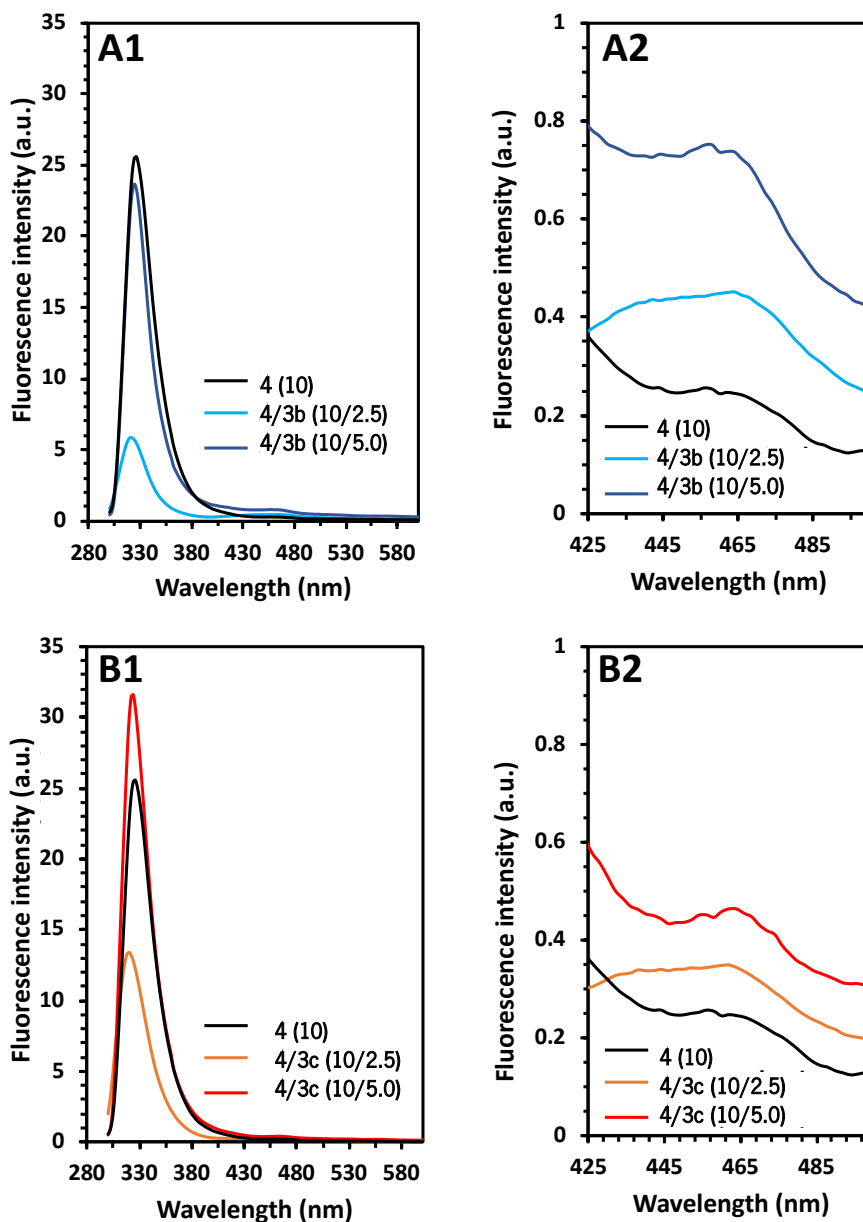 A1
Fluorescence intensity (a.u.)
35
30
25
20
15
10
5
0
4 (10)
4/3b (10/2.5)
4/3b (10/5.0)
280 330 380 430 480 530 580
Wavelength (nm)
A2
Fluorescence intensity (a.u.)
1
0.8
0.6
0.4
0.2
0
4 (10)
4/3b (10/2.5)
4/3b (10/5.0)
425 445 465 485
Wavelength (nm)
B1
Fluorescence intensity (a.u.)
35
30
25
20
15
10
5
0
4 (10)
4/3c (10/2.5)
4/3c (10/5.0)
280 330 380 430 480 530 580
Wavelength (nm)
B2
Fluorescence intensity (a.u.)
1
0.8
0.6
0.4
0.2
0
4 (10)
4/3c (10/2.5)
4/3c (10/5.0)
425 445 465 485
Wavelength (nm)